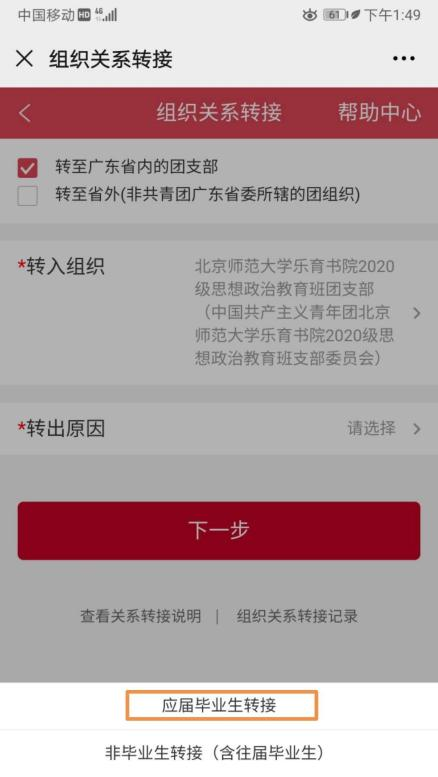 中国移动 HD 4G 61 下午1:49
组织关系转接
组织关系转接 帮助中心
转至广东省内的团支部
转至省外(非共青团广东省委所辖的团组织)
*转入组织
北京师范大学乐育书院2020
级思想政治教育班团支部
（中国共产主义青年团北京
师范大学乐育书院2020级思
想政治教育班支部委员会）
*转出原因 请选择
下一步
查看关系转接说明 | 组织关系转接记录
应届毕业生转接
非毕业生转接（含往届毕业生）